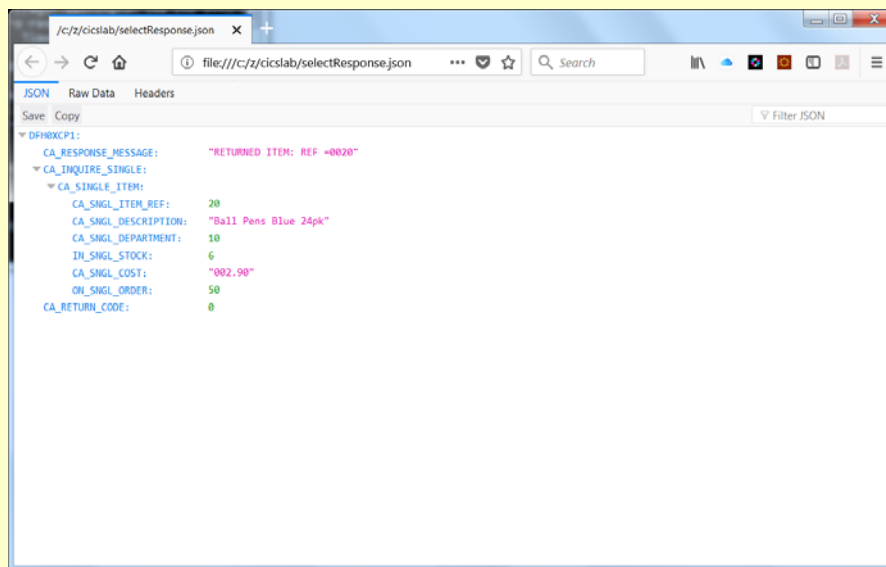 /c:/z/cicslab/selectResponse.json
file:///c:/z/cicslab/selectResponse.json
Search
JSON Raw Data Headers
Save Copy
Filter JSON
DFH0XCP1:
CA_RESPONSE_MESSAGE: "RETURNED ITEM: REF =0020"
CA_INQUIRE_SINGLE:
CA_SINGLE_ITEM:
CA_SNGL_ITEM_REF: 20
CA_SNGL_DESCRIPTION: "Ball Pens Blue 24pk"
CA_SNGL_DEPARTMENT: 10
IN_SNGL_STOCK: 6
CA_SNGL_COST: "002.90"
ON_SNGL_ORDER: 50
CA_RETURN_CODE: 0